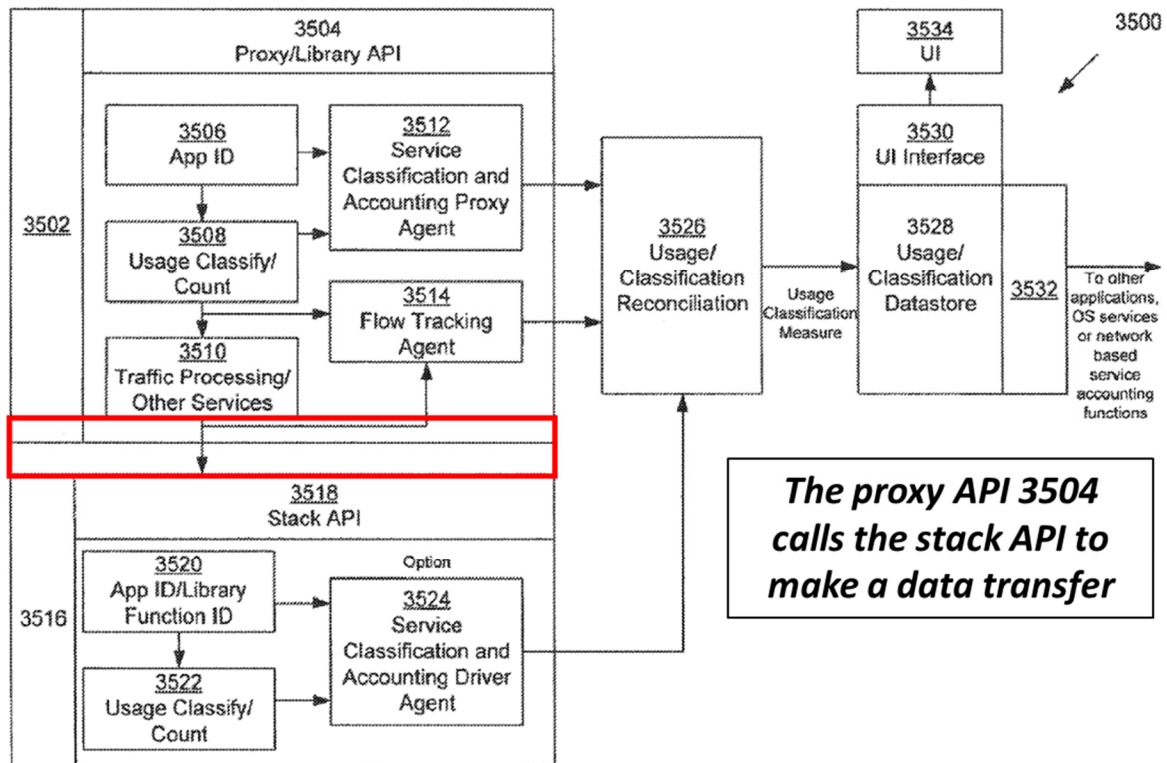 3500
3504
Proxy/Library API
3534
UI
3506
App ID
3512
Service
Classification and
Accounting Proxy
Agent
3530
UI Interface
3502
3508
Usage Classify/
Count
3526
Usage/
Classification
Reconciliation
3528
Usage/
Classification
Datastore
3532
Usage
Classification
Measure
To other
applications,
OS services
or network
based
service
accounting
functions
3514
Flow Tracking
Agent
3510
Traffic Processing/
Other Services
3518
Stack API
The proxy API 3504
calls the stack API to
make a data transfer
3516
3520
App ID/Library
Function ID
Option
3524
Service
Classification and
Accounting Driver
Agent
3522
Usage Classify/
Count